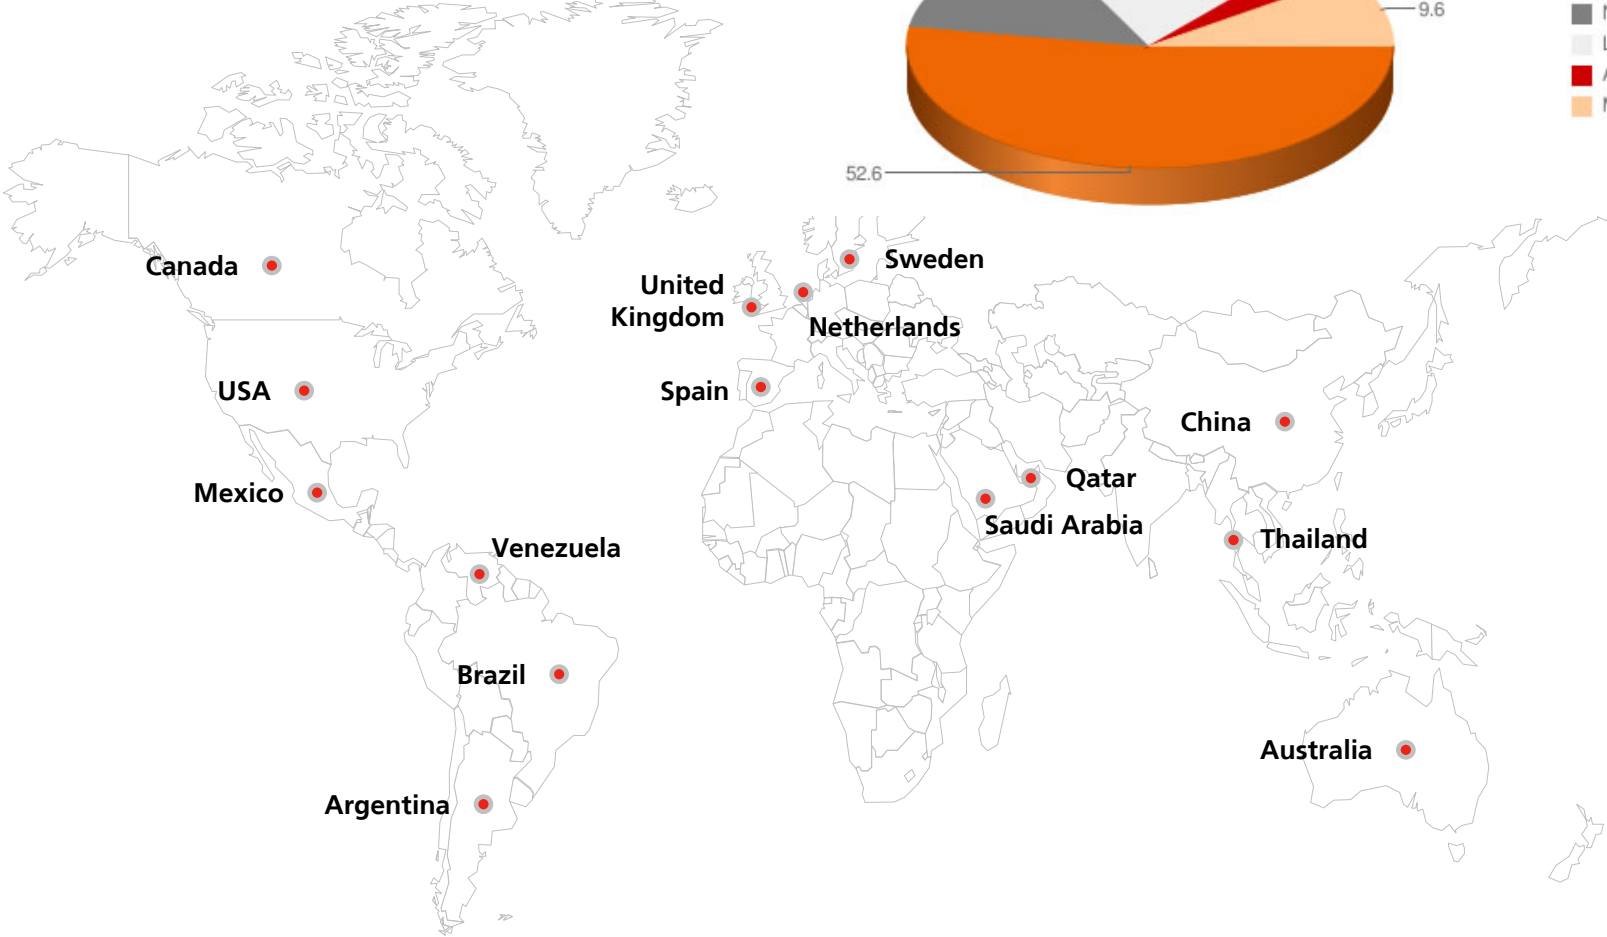 9.6
52.6
Canada
Sweden
United
Kingdom
Netherlands
USA
Spain
China
Mexico
Qatar
Saudi Arabia
Venezuela
Thailand
Brazil
Australia
Argentina